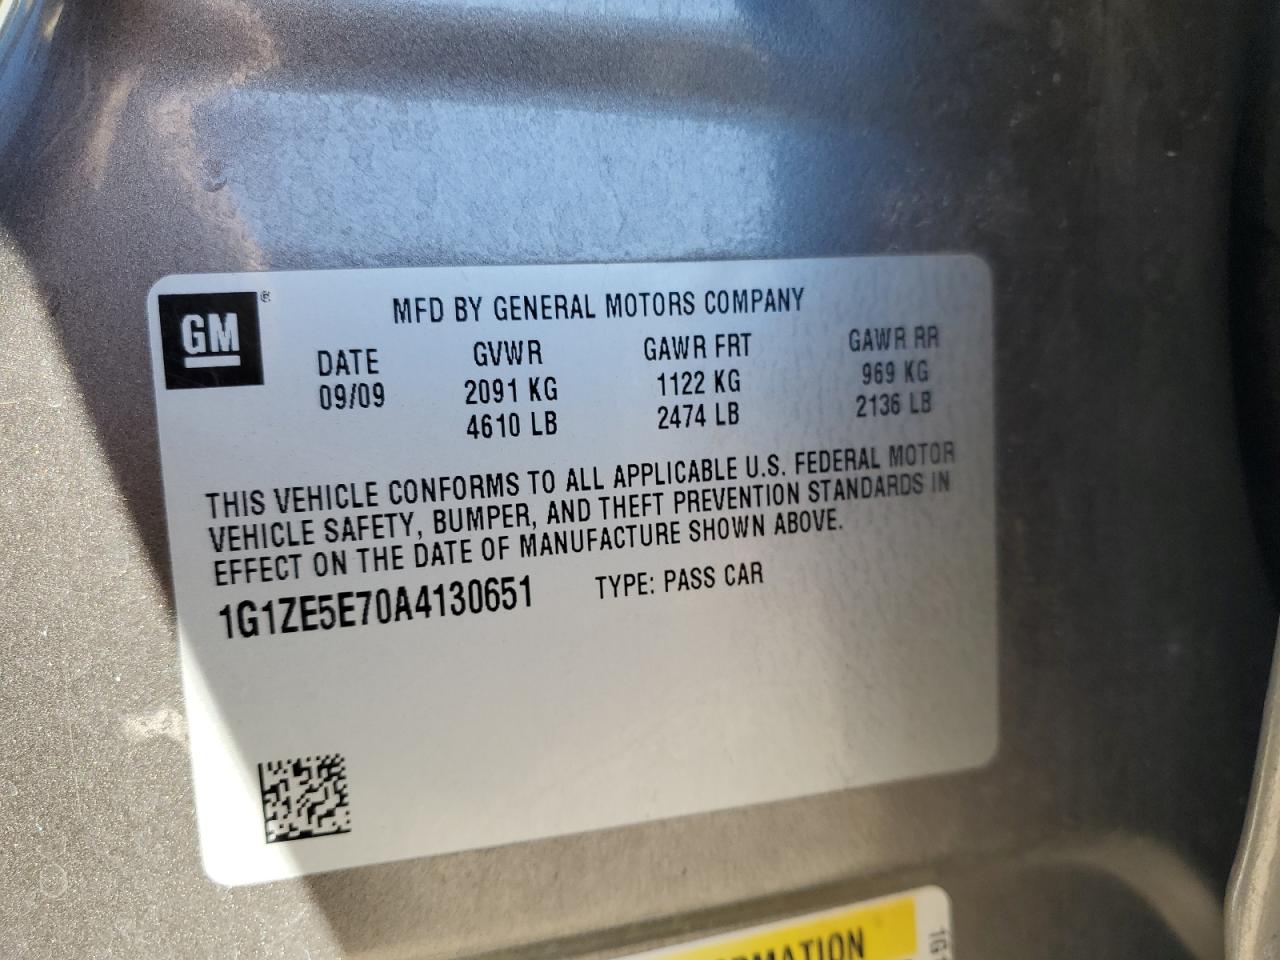 GM ®
MFD BY GENERAL MOTORS COMPANY
DATE GVWR GAWR FRT GAWR RR
09/09 2091 KG 1122 KG 969 KG
4610 LB 2474 LB 2136 LB
THIS VEHICLE CONFORMS TO ALL APPLICABLE U.S. FEDERAL MOTOR
VEHICLE SAFETY, BUMPER, AND THEFT PREVENTION STANDARDS IN
EFFECT ON THE DATE OF MANUFACTURE SHOWN ABOVE.
1G1ZE5E70A4130651 TYPE: PASS CAR